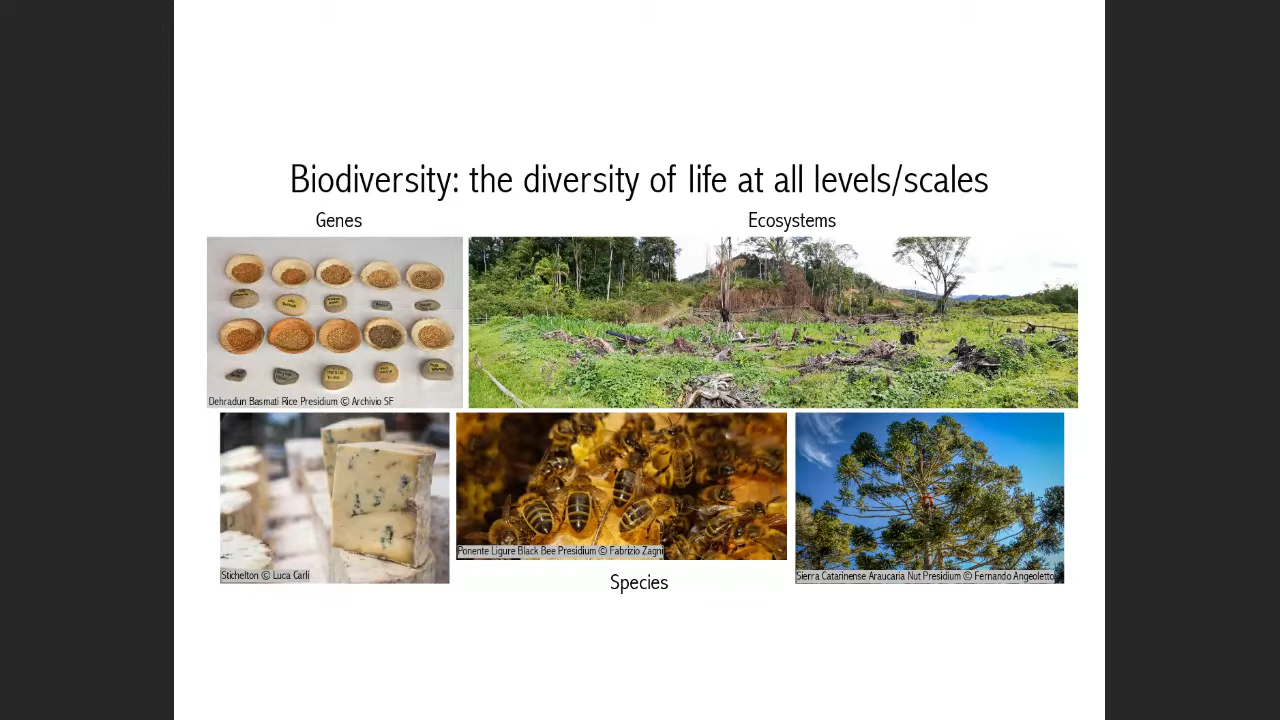 Biodiversity: the diversity of life at all levels/scales
Genes
Ecosystems
Dehradun Basmati Rice Presidium © Archivio SF
Stichelton © Luca Carli
Ponente Ligure Black Bee Presidium © Fabrizio Zagni
Sierra Catarinense Araucaria Nut Presidium © Fernando Angeoletto
Species